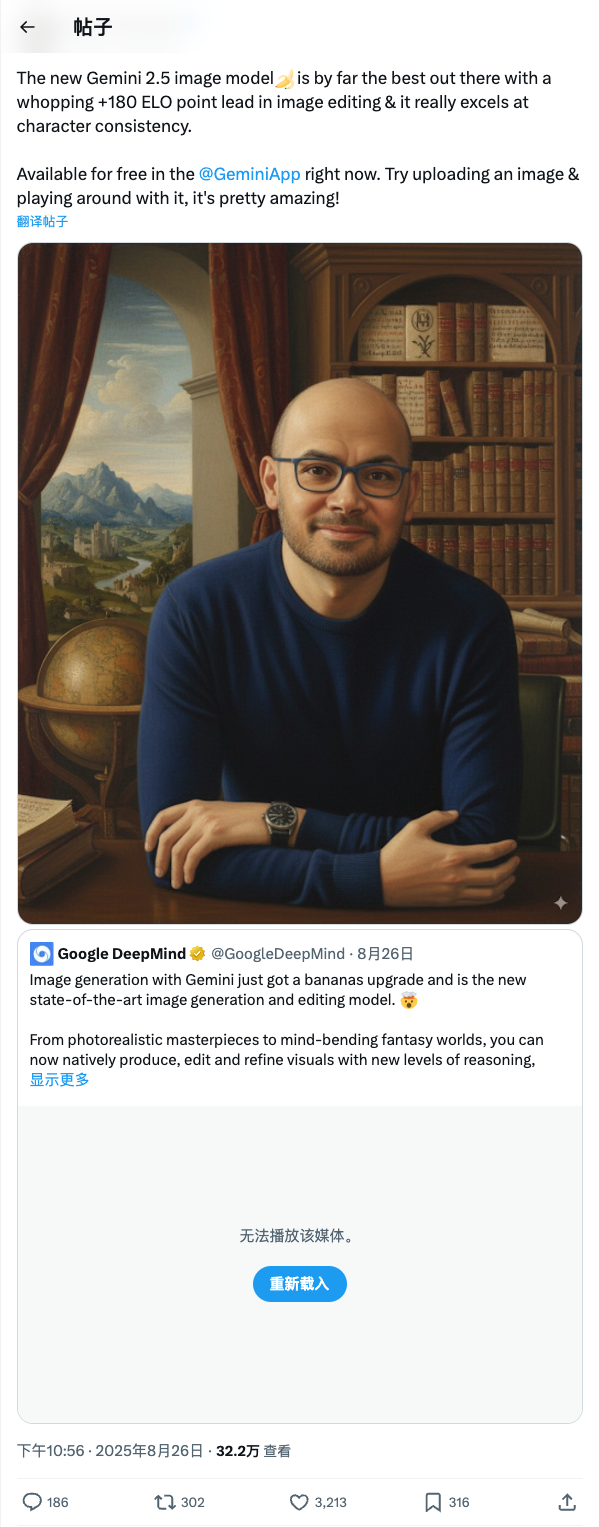 帖子
The new Gemini 2.5 image model🍌is by far the best out there with a
whopping +180 ELO point lead in image editing & it really excels at
character consistency.
Available for free in the @GeminiApp right now. Try uploading an image &
playing around with it, it's pretty amazing!
翻译帖子
Google DeepMind @GoogleDeepMind · 8月26日
Image generation with Gemini just got a bananas upgrade and is the new
state-of-the-art image generation and editing model. 🤯
From photorealistic masterpieces to mind-bending fantasy worlds, you can
now natively produce, edit and refine visuals with new levels of reasoning,
显示更多
无法播放该媒体。
重新载入
下午10:56 · 2025年8月26日 · 32.2万 查看
186 302 3,213 316